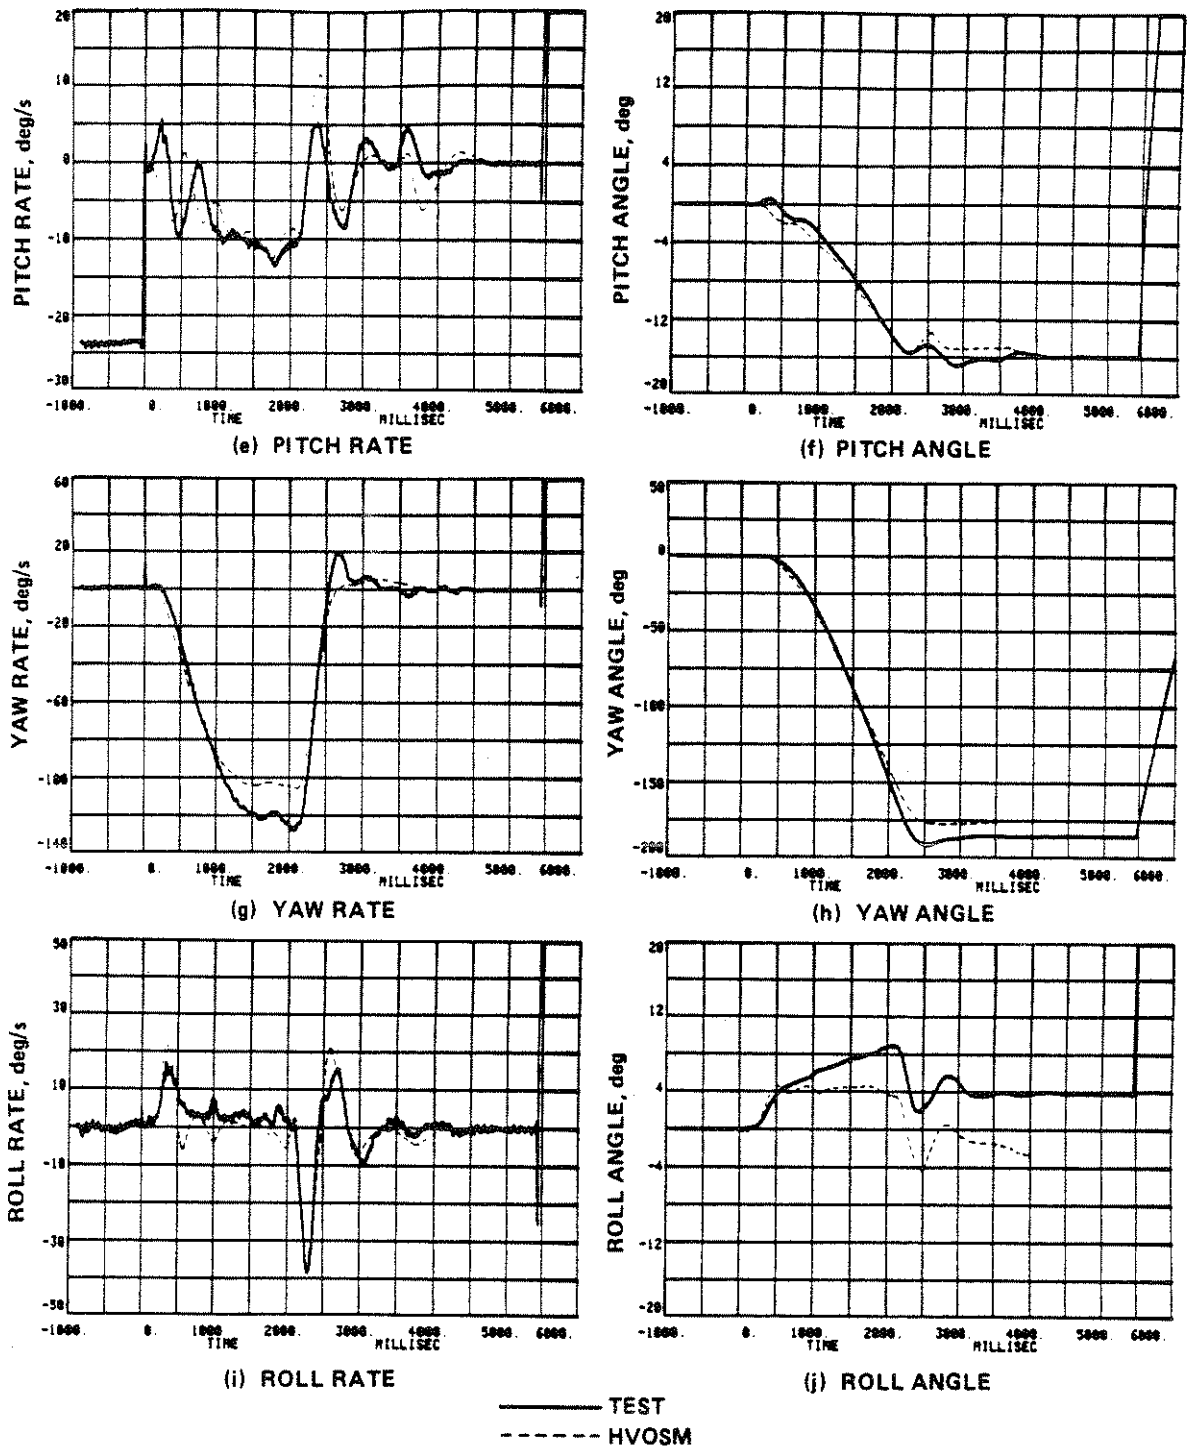 PITCH RATE, deg/s
20
10
0
-10
-20
-30
-1000. 0. 1000. 2000. 3000. 4000. 5000. 6000.
TIME MILLISEC
(e) PITCH RATE
PITCH ANGLE, deg
20
12
4
-4
-12
-20
-1000. 0. 1000. 2000. 3000. 4000. 5000. 6000.
TIME MILLISEC
(f) PITCH ANGLE
YAW RATE, deg/s
60
20
-20
-60
-100
-140
-1000. 0. 1000. 2000. 3000. 4000. 5000. 6000.
TIME MILLISEC
(g) YAW RATE
YAW ANGLE, deg
50
0
-50
-100
-150
-200
-1000. 0. 1000. 2000. 3000. 4000. 5000. 6000.
TIME MILLISEC
(h) YAW ANGLE
ROLL RATE, deg/s
50
30
10
-10
-30
-50
-1000. 0. 1000. 2000. 3000. 4000. 5000. 6000.
TIME MILLISEC
(i) ROLL RATE
ROLL ANGLE, deg
20
12
4
-4
-12
-20
-1000. 0. 1000. 2000. 3000. 4000. 5000. 6000.
TIME MILLISEC
(j) ROLL ANGLE
TEST
HVOSM